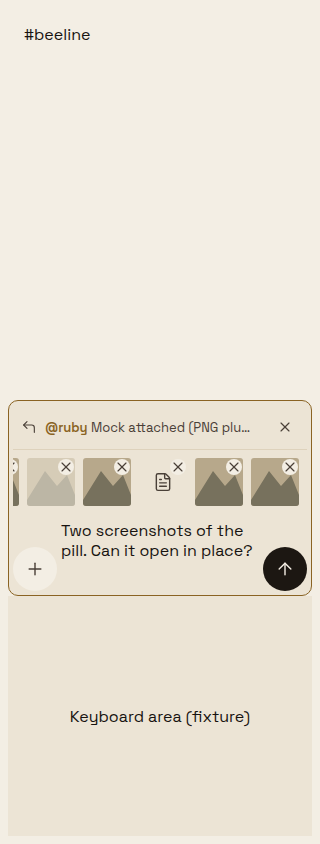 #beeline
@ruby Mock attached (PNG plu...
Two screenshots of the
pill. Can it open in place?
Keyboard area (fixture)